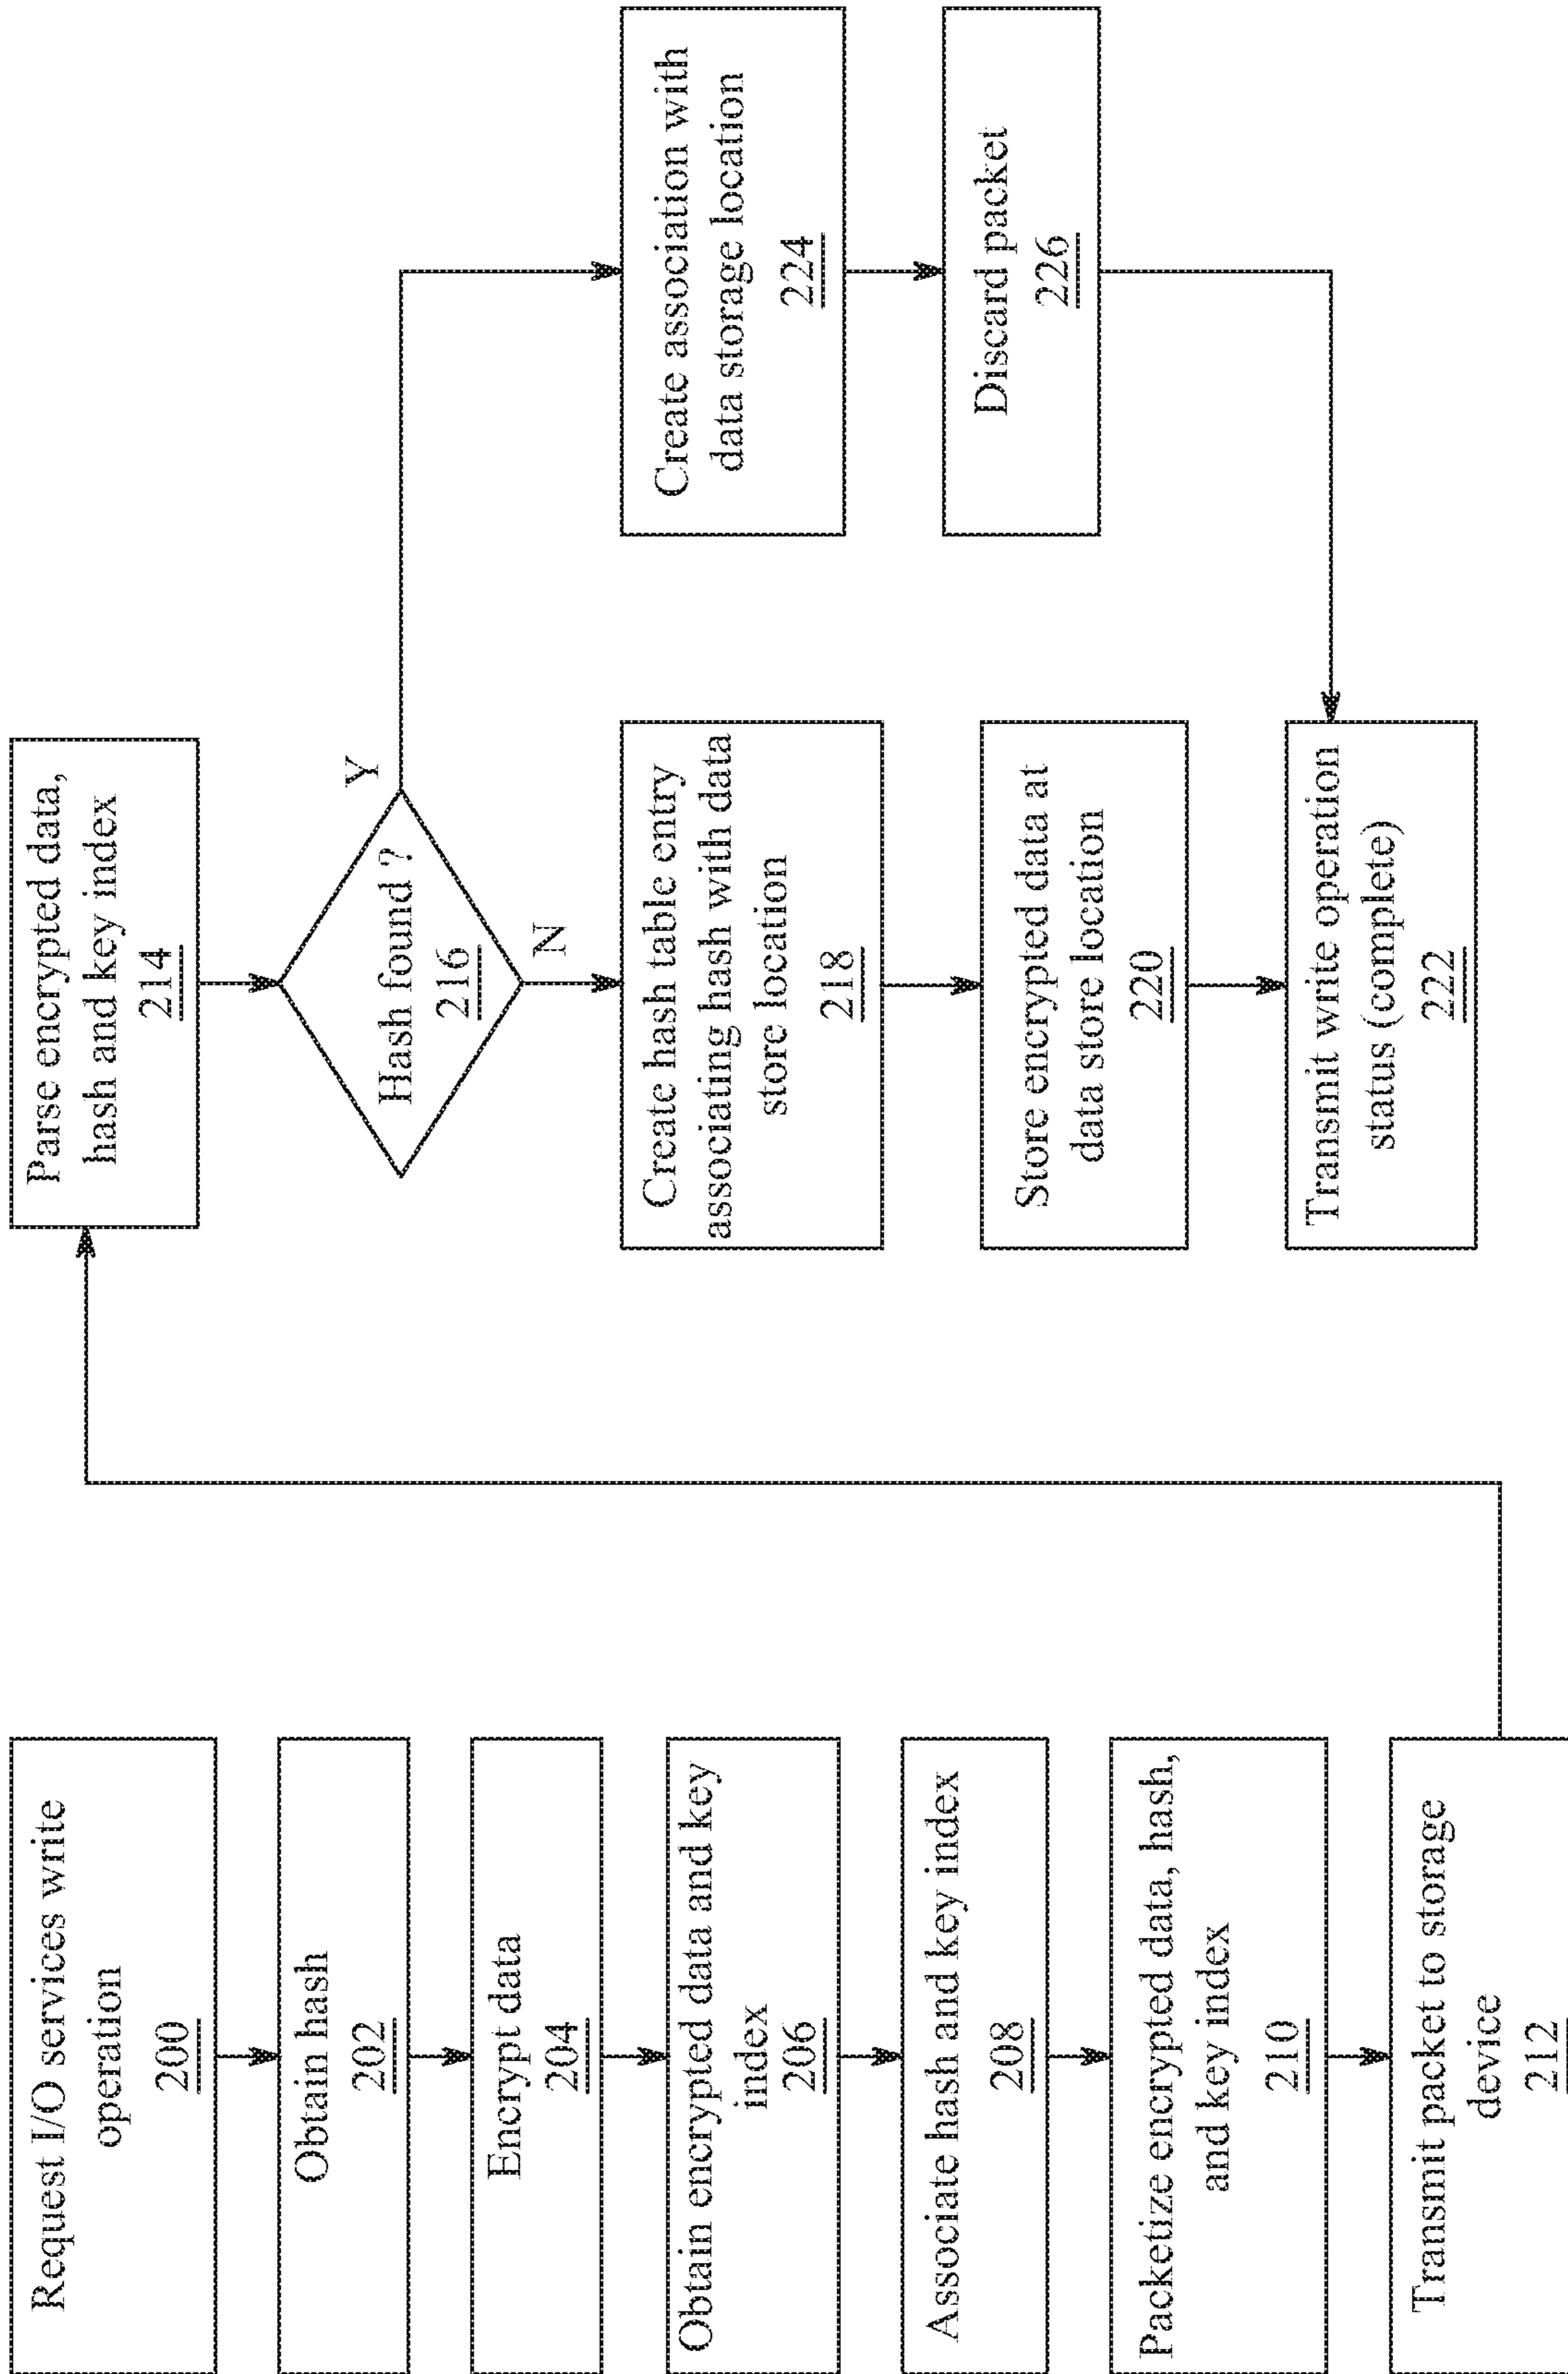 Request I/O services write
operation
200
Obtain hash
202
Encrypt data
204
Obtain encrypted data and key
index
206
Associate hash and key index
208
Packetize encrypted data, hash,
and key index
210
Transmit packet to storage
device
212
Parse encrypted data,
hash and key index
214
Hash found ?
216
Y
N
Create hash table entry
associating hash with data
store location
218
Store encrypted data at
data store location
220
Transmit write operation
status (complete)
222
Create association with
data storage location
224
Discard packet
226